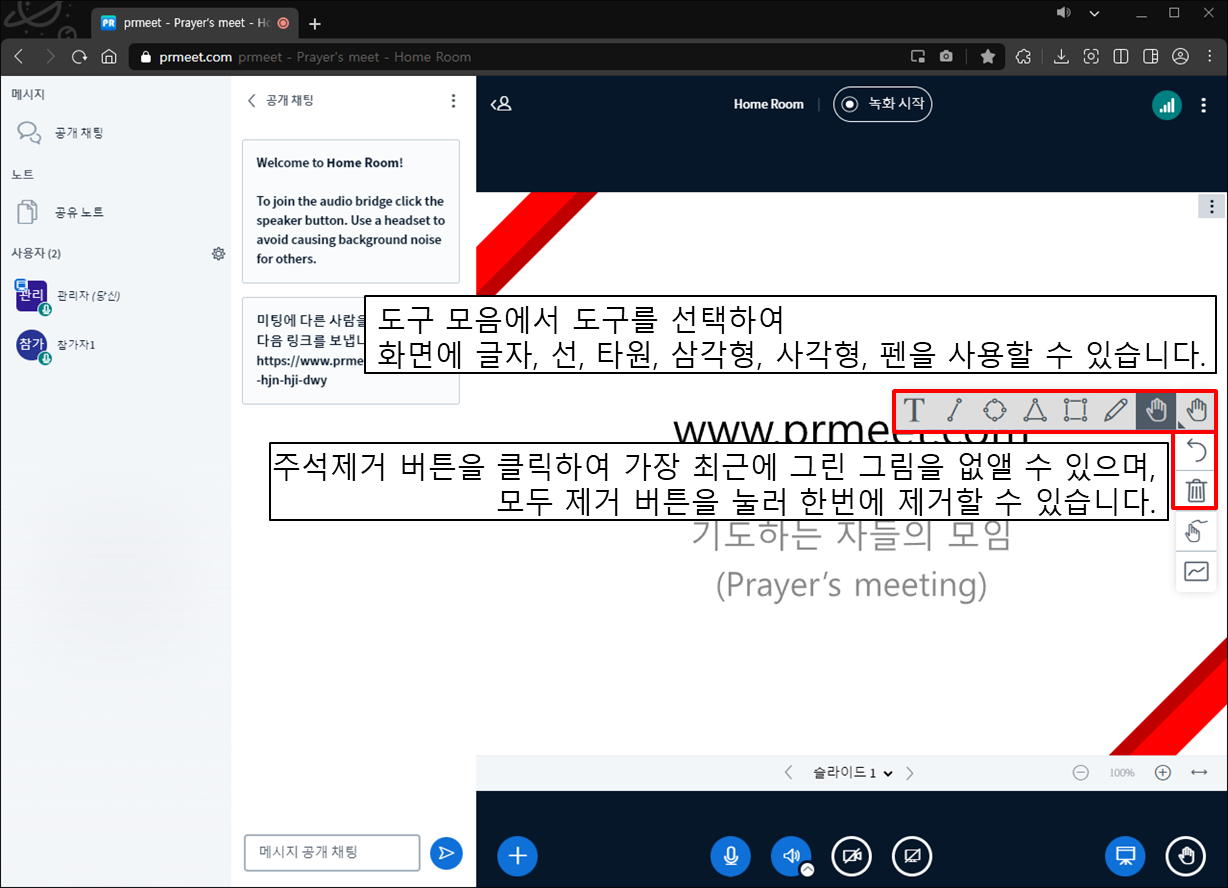 PR prmeet - Prayer's meet - Ho
prmeet.com prmeet - Prayer's Meet - Home Room
메시지
공개 채팅
노트
공유 노트
사용자 (2)
관리 관리자 (당신)
참가 참가자1
공개 채팅
Welcome to Home Room!
To join the audio bridge click the
speaker button. Use a headset to
avoid causing background noise
for others.
미팅에 다른 사람을
다음 링크를 보냅니
https://www.prme
-hjn-hji-dwy
메시지 공개 채팅
Home Room
녹화 시작
도구 모음에서 도구를 선택하여
화면에 글자, 선, 타원, 삼각형, 사각형, 펜을 사용할 수 있습니다.
T
www.prmeet.com
주석제거 버튼을 클릭하여 가장 최근에 그린 그림을 없앨 수 있으며,
모두 제거 버튼을 눌러 한번에 제거할 수 있습니다.
기도하는 자들의 모임
(Prayer's meeting)
슬라이드 1
100%